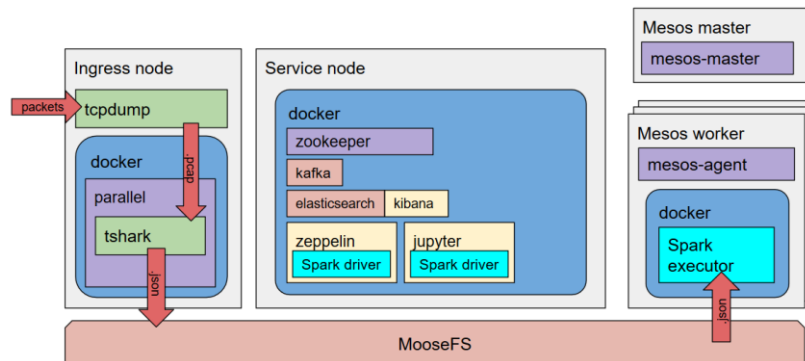 Ingress node
packets
tcpdump
.pcap
docker
parallel
tshark
.json
Service node
docker
zookeeper
kafka
elasticsearch
kibana
zeppelin
Spark driver
jupyter
Spark driver
Mesos master
mesos-master
Mesos worker
mesos-agent
docker
Spark
executor
.json
MooseFS